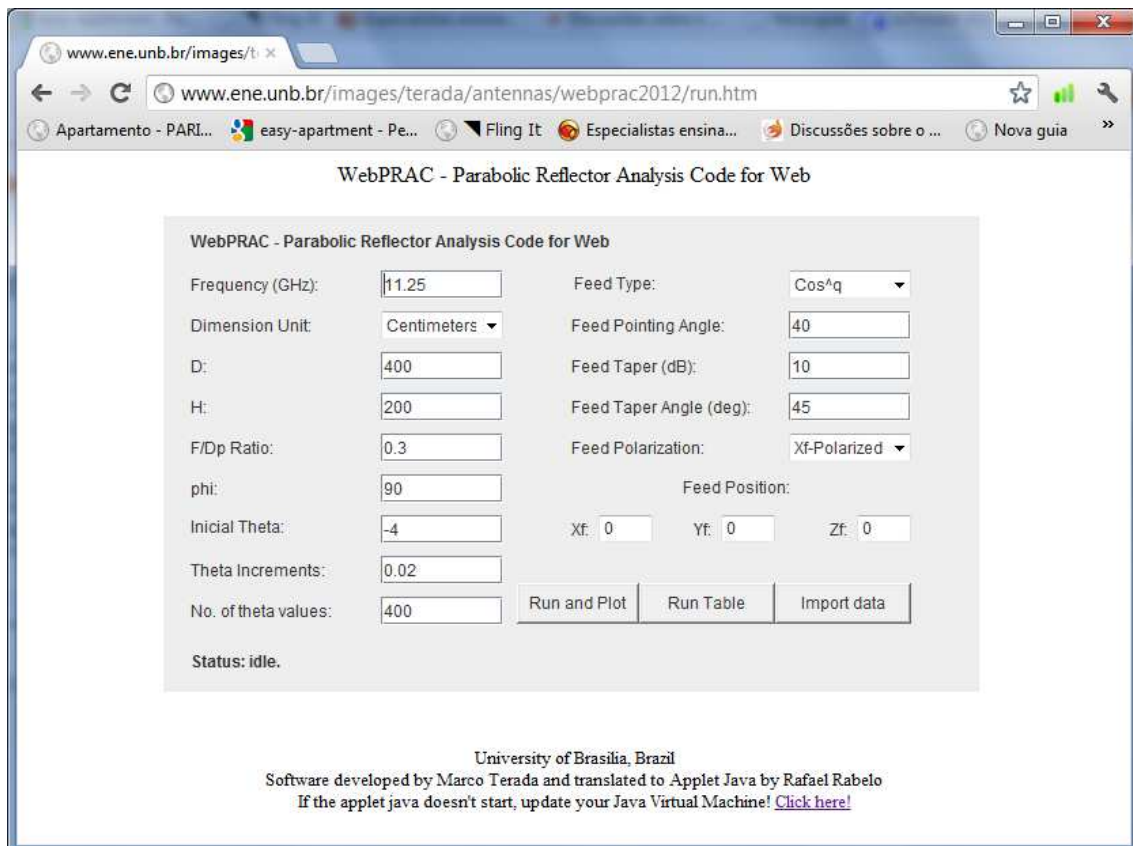 www.ene.unb.br/images/t
www.ene.unb.br/images/terada/antennas/webprac2012/run.htm
Apartamento - PARI... easy-apartment - Pe... Fling It Especialistas ensina... Discussões sobre o ... Nova guia »
WebPRAC - Parabolic Reflector Analysis Code for Web
WebPRAC - Parabolic Reflector Analysis Code for Web
Frequency (GHz): 11.25 Feed Type: Cos^q
Dimension Unit: Centimeters Feed Pointing Angle: 40
D: 400 Feed Taper (dB): 10
H: 200 Feed Taper Angle (deg): 45
F/Dp Ratio: 0.3 Feed Polarization: Xf-Polarized
phi: 90 Feed Position:
Inicial Theta: -4 Xf: 0 Yf: 0 Zf: 0
Theta Increments: 0.02
No. of theta values: 400 Run and Plot Run Table Import data
Status: idle.
University of Brasilia, Brazil
Software developed by Marco Terada and translated to Applet Java by Rafael Rabelo
If the applet java doesn't start, update your Java Virtual Machine! Click here!